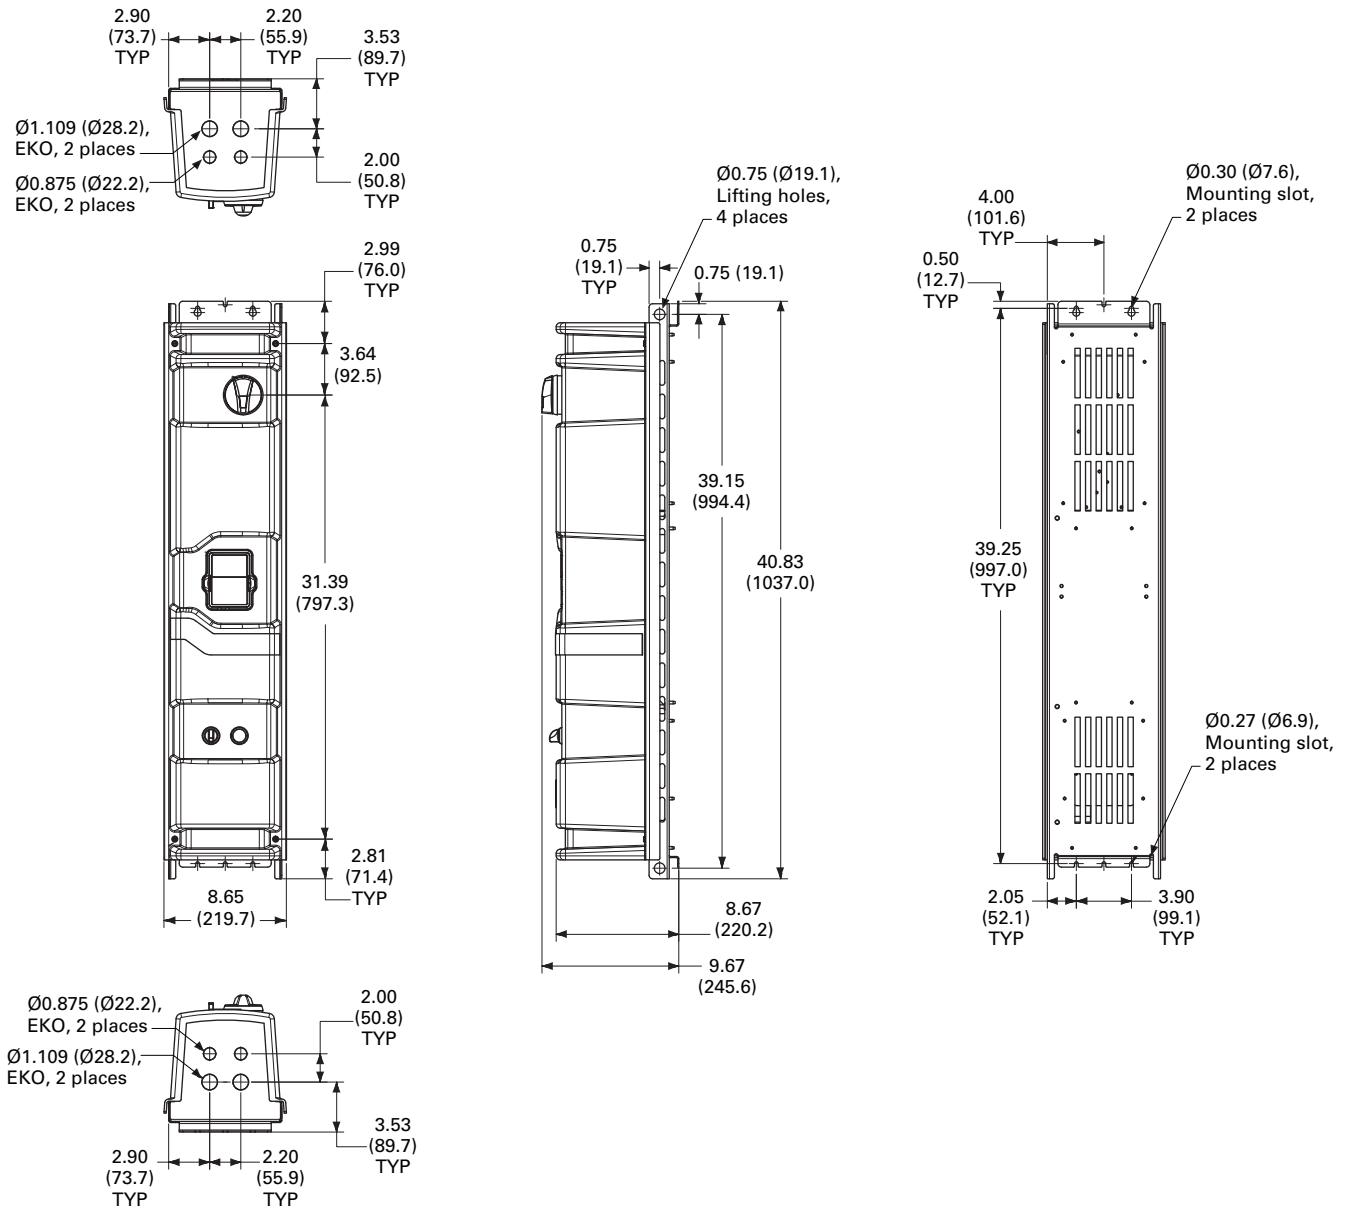 2.90
(73.7)
TYP
2.20
(55.9)
TYP
3.53
(89.7)
TYP
Ø1.109 (Ø28.2),
EKO, 2 places
Ø0.875 (Ø22.2),
EKO, 2 places
2.00
(50.8)
TYP
2.99
(76.0)
TYP
3.64
(92.5)
31.39
(797.3)
2.81
(71.4)
TYP
8.65
(219.7)
Ø0.75 (Ø19.1),
Lifting holes,
4 places
0.75
(19.1)
TYP
0.75 (19.1)
39.15
(994.4)
40.83
(1037.0)
8.67
(220.2)
9.67
(245.6)
Ø0.30 (Ø7.6),
Mounting slot,
2 places
4.00
(101.6)
TYP
0.50
(12.7)
TYP
39.25
(997.0)
TYP
Ø0.27 (Ø6.9),
Mounting slot,
2 places
2.05
(52.1)
TYP
3.90
(99.1)
TYP
Ø0.875 (Ø22.2),
EKO, 2 places
Ø1.109 (Ø28.2),
EKO, 2 places
2.00
(50.8)
TYP
3.53
(89.7)
TYP
2.90
(73.7)
TYP
2.20
(55.9)
TYP